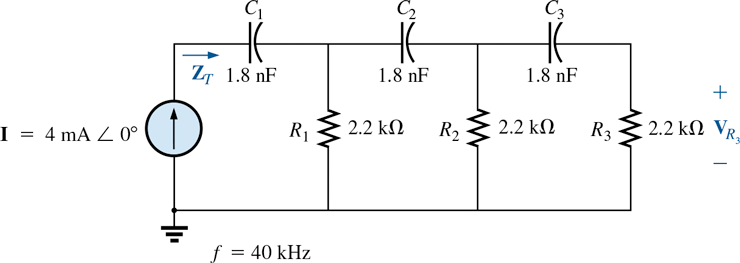 C1 C2 C3
ZT 1.8 nF 1.8 nF 1.8 nF
+
I = 4 mA ∠ 0° R1 2.2 kΩ R2 2.2 kΩ R3 2.2 kΩ VR3
−
f = 40 kHz